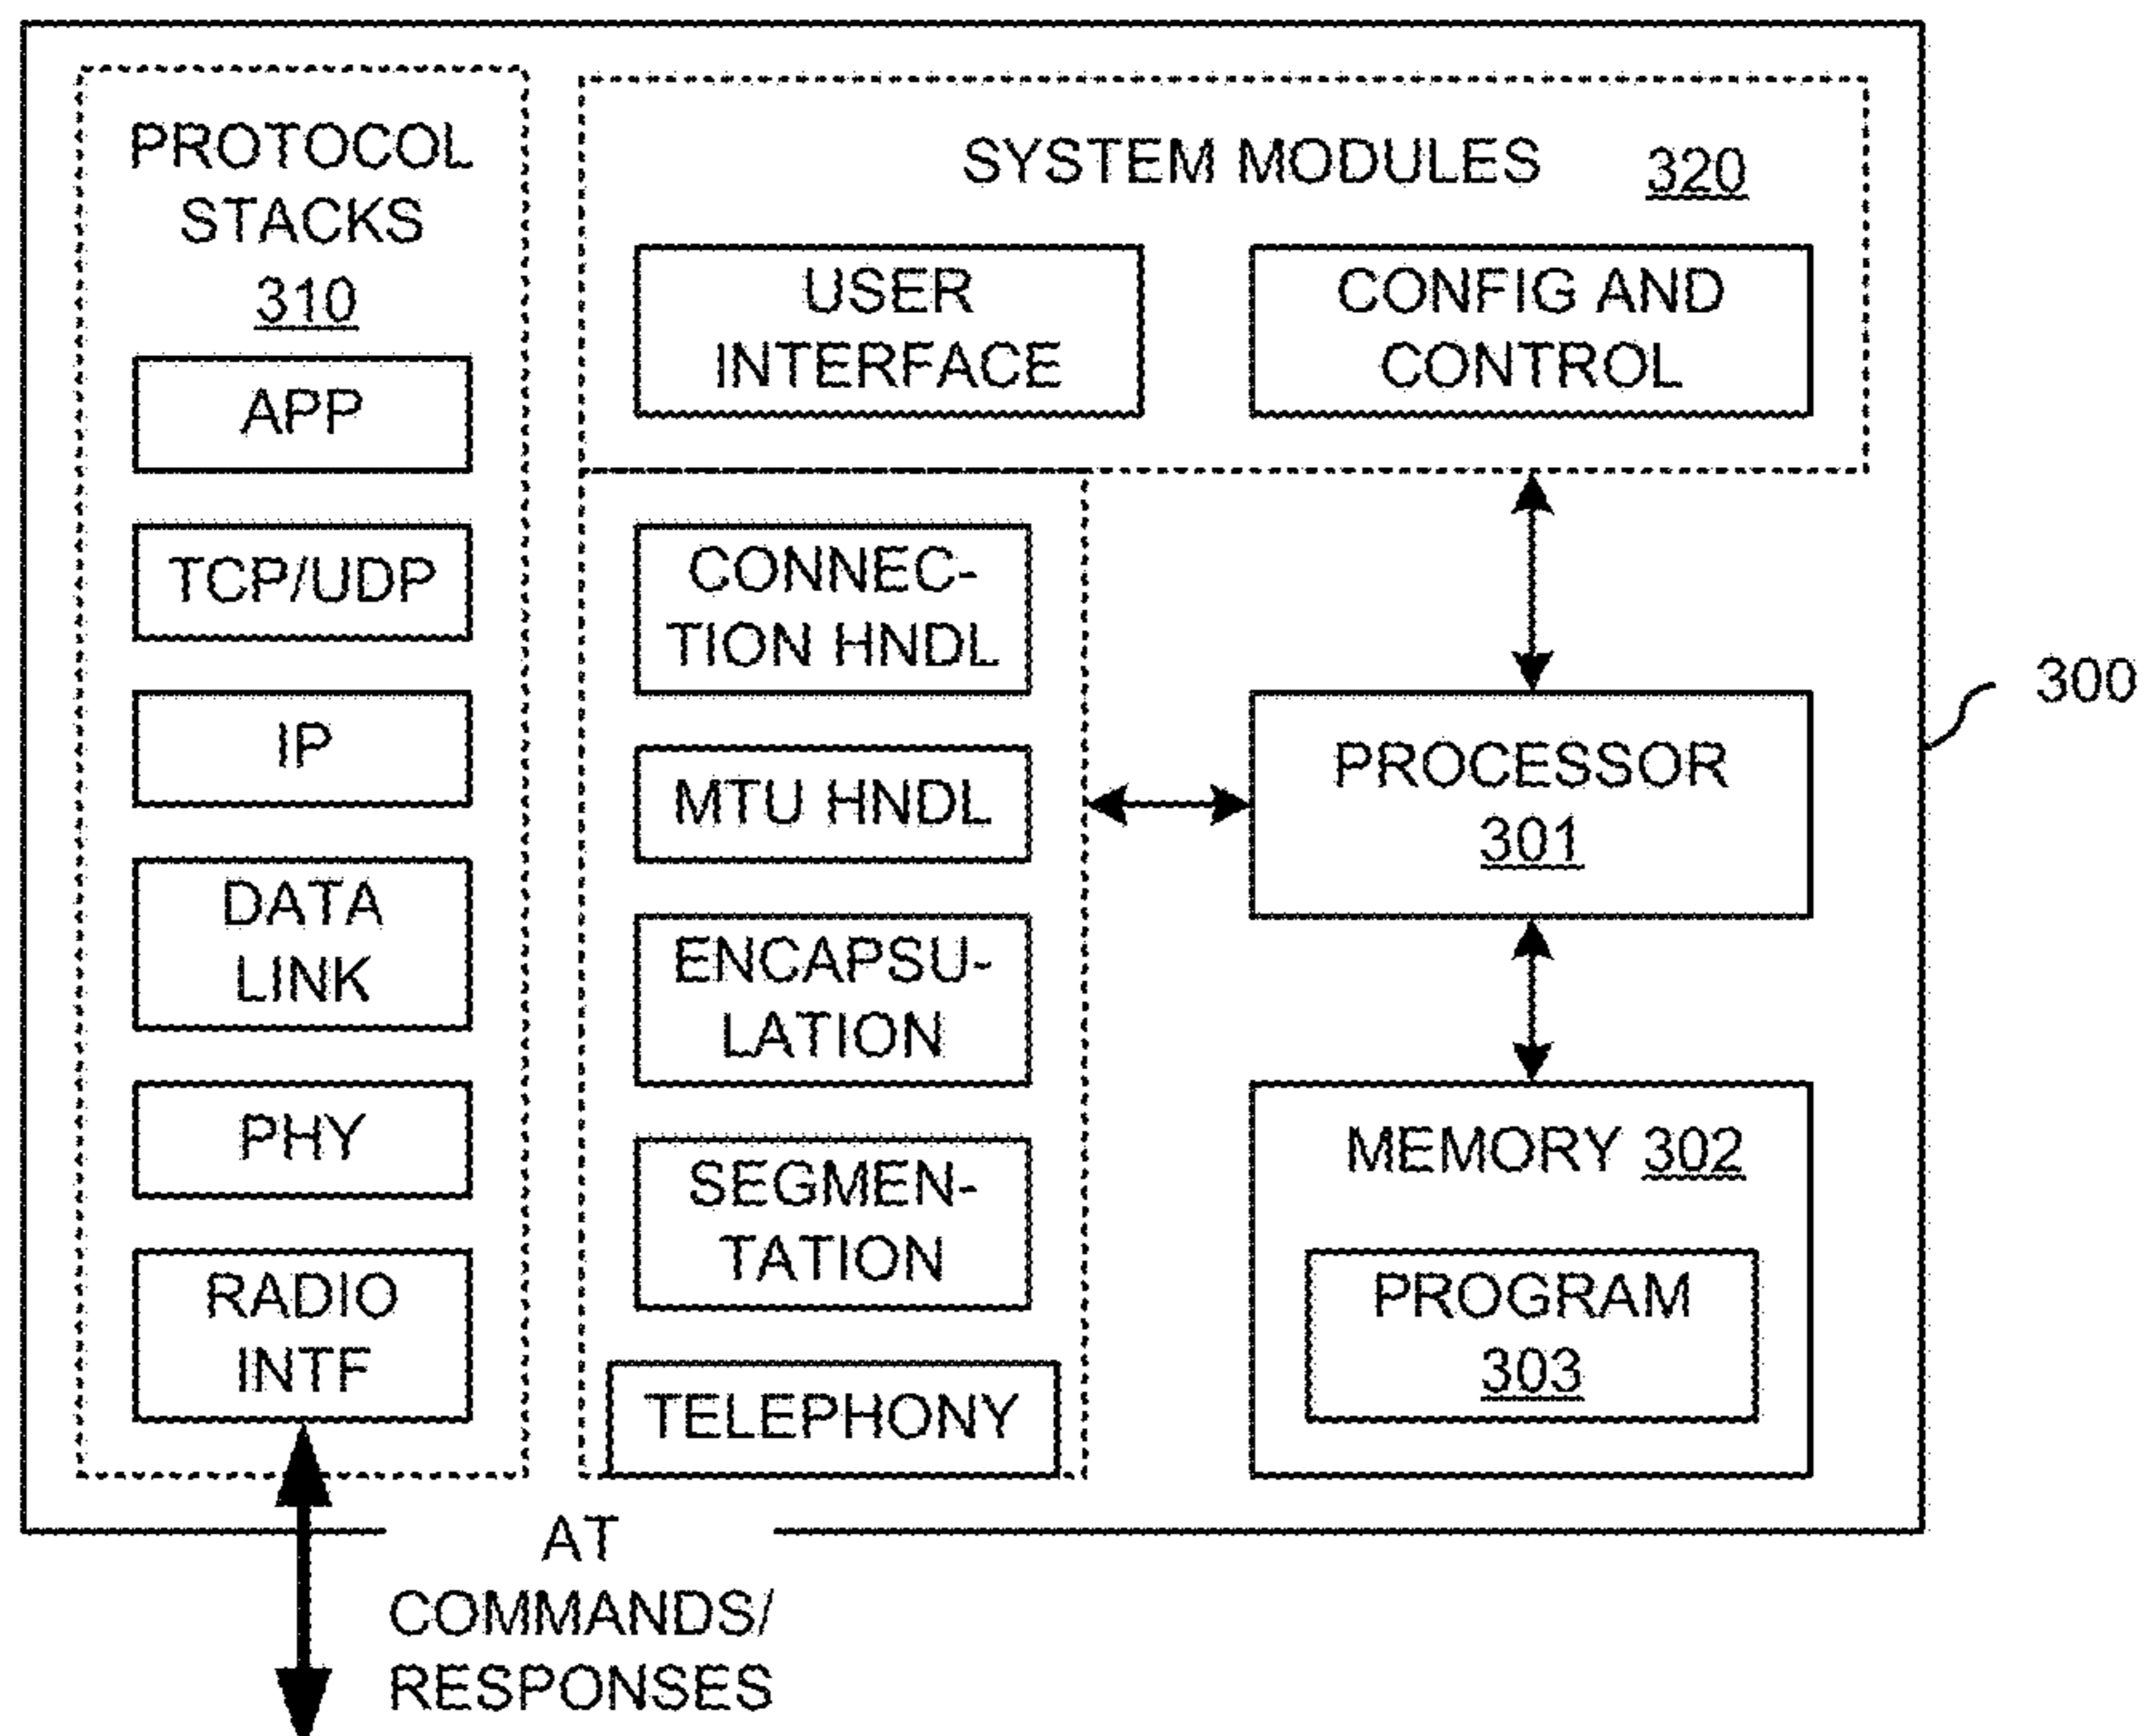 PROTOCOL
STACKS
310
APP
TCP/UDP
IP
DATA
LINK
PHY
RADIO
INTF
SYSTEM MODULES 320
USER
INTERFACE
CONFIG AND
CONTROL
CONNEC-
TION HNDL
MTU HNDL
ENCAPSU-
LATION
SEGMEN-
TATION
TELEPHONY
PROCESSOR
301
MEMORY 302
PROGRAM
303
300
AT
COMMANDS/
RESPONSES